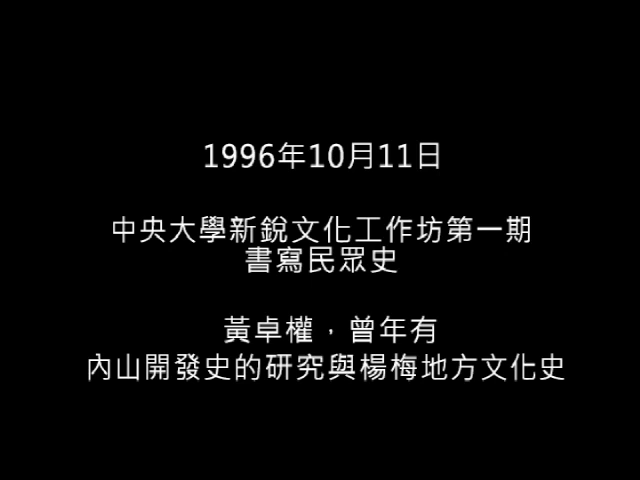 1996年10月11日
中央大學新銳文化工作坊第一期
書寫民眾史
黃卓權，曾年有
內山開發史的研究與楊梅地方文化史